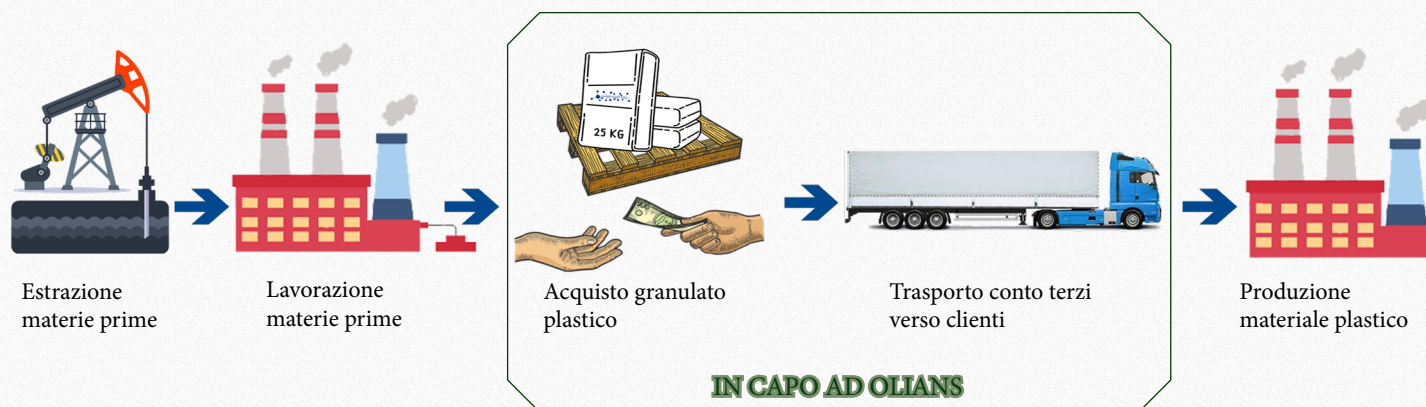 25 KG
Estrazione
materie prime
Lavorazione
materie prime
Acquisto granulato
plastico
Trasporto conto terzi
verso clienti
Produzione
materiale plastico
IN CAPO AD OLIANS